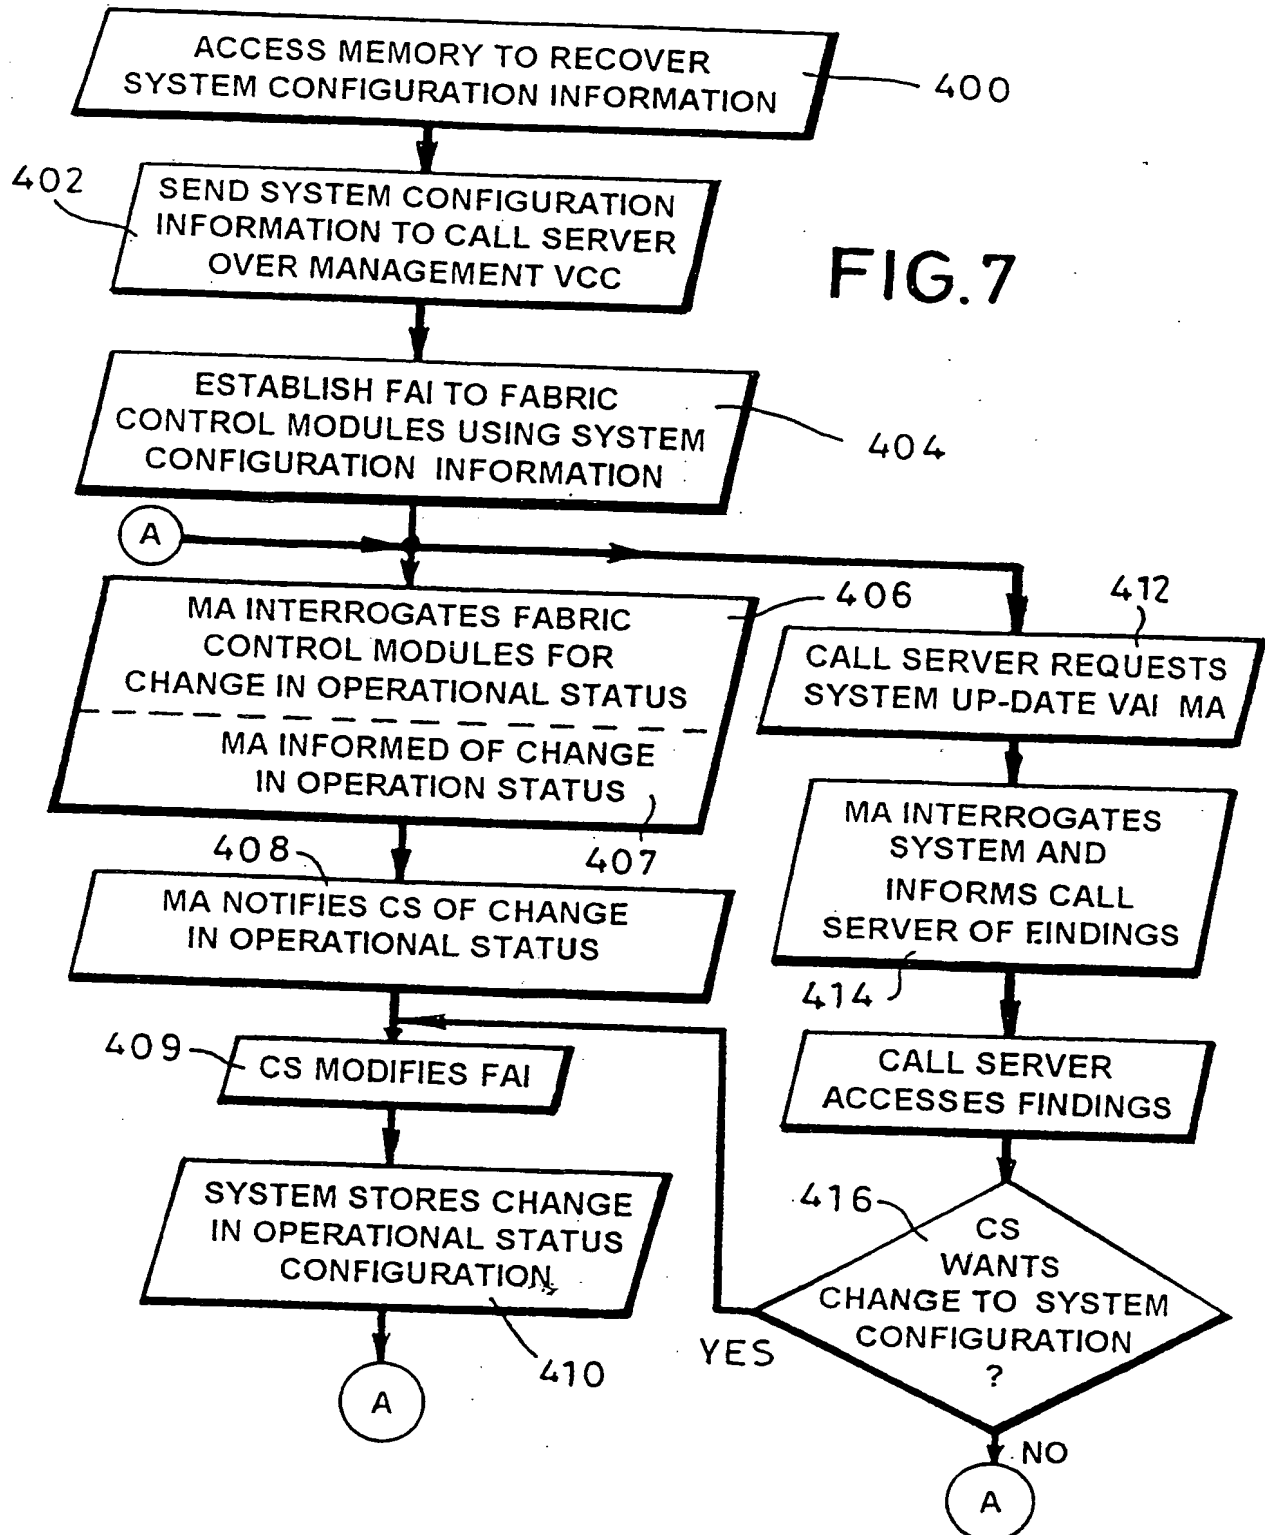 ACCESS MEMORY TO RECOVER
SYSTEM CONFIGURATION INFORMATION
400
402
SEND SYSTEM CONFIGURATION
INFORMATION TO CALL SERVER
OVER MANAGEMENT VCC
FIG.7
ESTABLISH FAI TO FABRIC
CONTROL MODULES USING SYSTEM
CONFIGURATION INFORMATION
404
A
MA INTERROGATES FABRIC
CONTROL MODULES FOR
CHANGE IN OPERATIONAL STATUS
406
MA INFORMED OF CHANGE
IN OPERATION STATUS
407
408
MA NOTIFIES CS OF CHANGE
IN OPERATIONAL STATUS
409
CS MODIFIES FAI
SYSTEM STORES CHANGE
IN OPERATIONAL STATUS
CONFIGURATION
410
A
412
CALL SERVER REQUESTS
SYSTEM UP-DATE VAI MA
MA INTERROGATES
SYSTEM AND
INFORMS CALL
SERVER OF FINDINGS
414
CALL SERVER
ACCESSES FINDINGS
416
CS
WANTS
CHANGE TO SYSTEM
CONFIGURATION
?
YES
NO
A